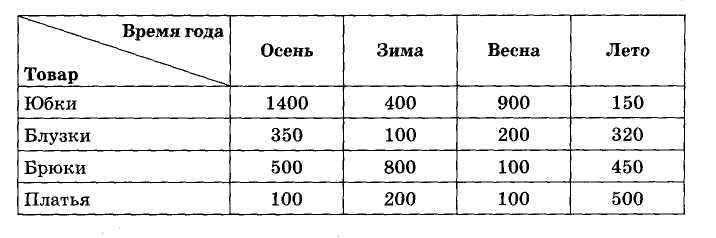 Время года
Товар
Осень Зима Весна Лето
Юбки 1400 400 900 150
Блузки 350 100 200 320
Брюки 500 800 100 450
Платья 100 200 100 500